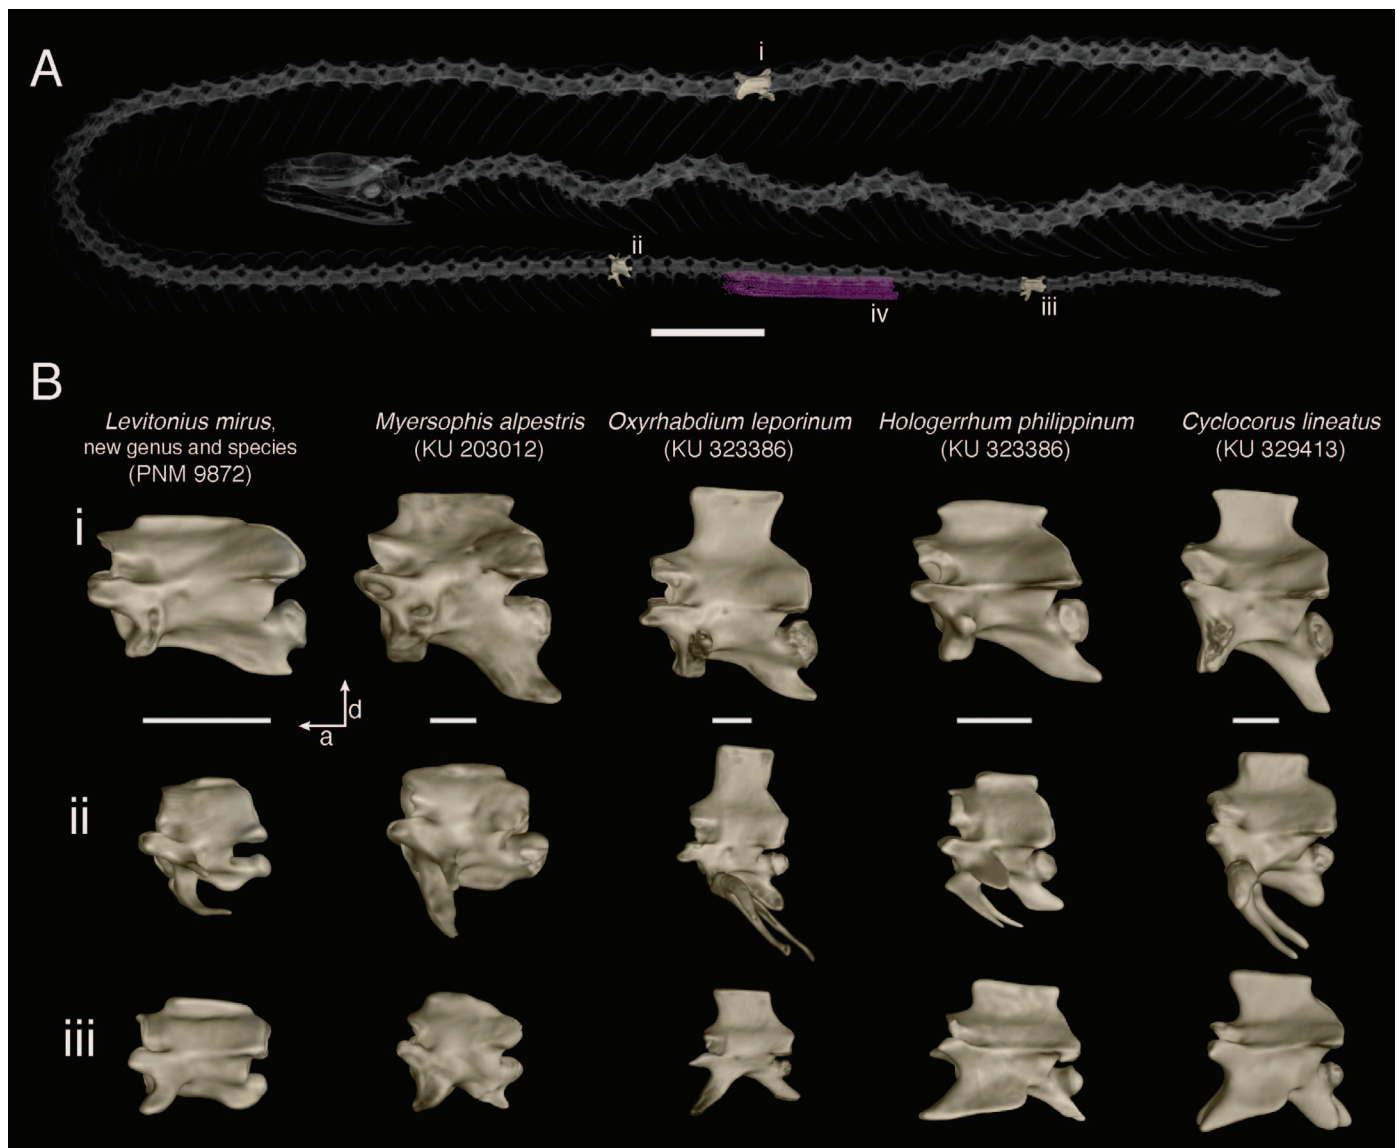 A
i
ii
iv
iii
B
Levitonius mirus,
new genus and species
(PNM 9872)
Myersophis alpestris
(KU 203012)
Oxyrhabdium leporinum
(KU 323386)
Hologerrhum philippinum
(KU 323386)
Cyclocorus lineatus
(KU 329413)
i
d
a
ii
iii